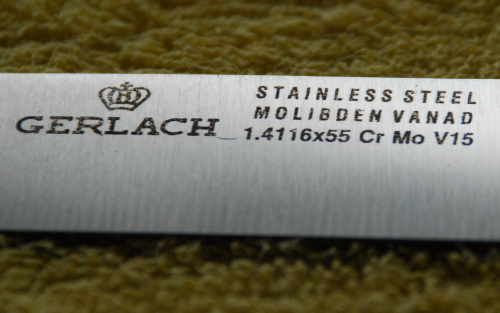 GERLACH
STAINLESS STEEL
MOLIBDEN VANAD
1.4116x55 Cr Mo V15